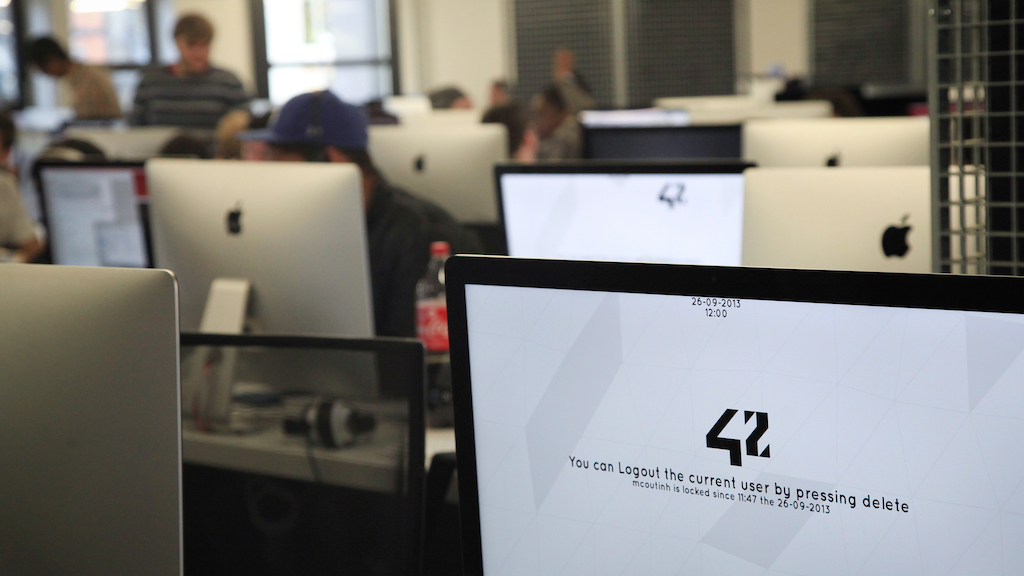 42
26-09-2013
12:00
42
You can Logout the current user by pressing delete
mcoutinh is locked since 11:47 the 26-09-2013